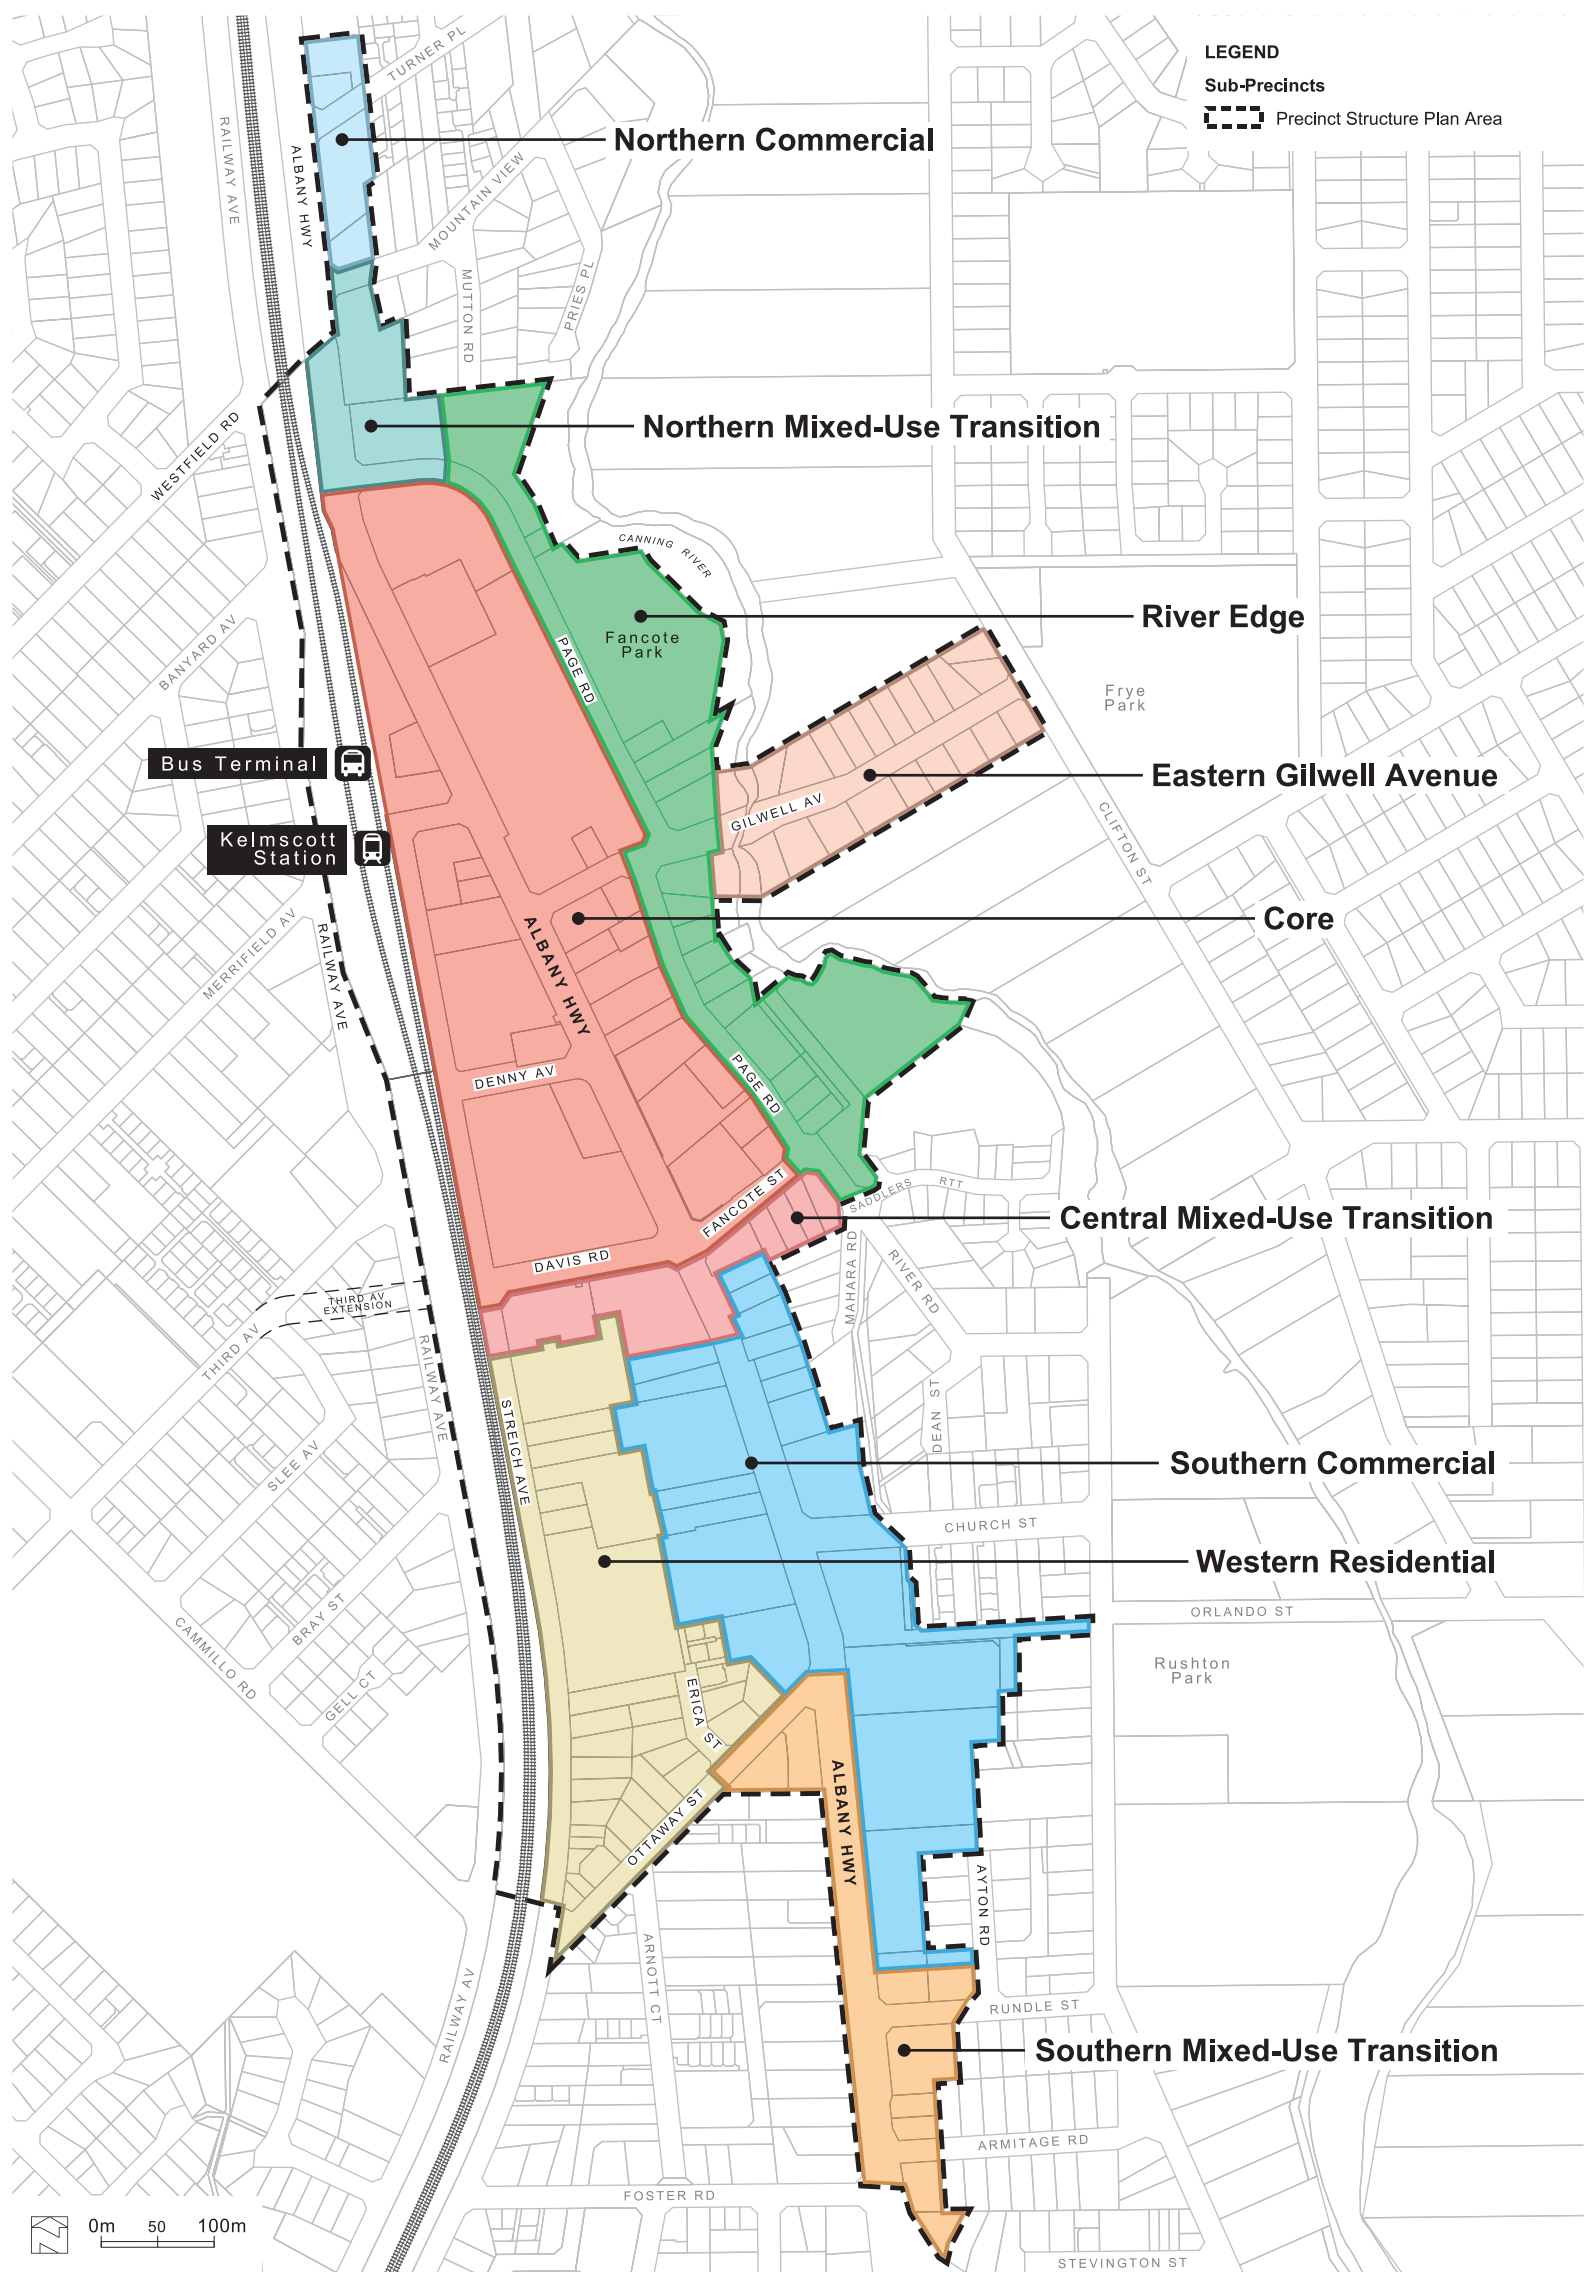 LEGEND
Sub-Precincts
Precinct Structure Plan Area
TURNER PL
RAILWAY AVE
ALBANY HWY
Northern Commercial
MOUNTAIN VIEW
MUTTON RD
PRIES PL
WESTFIELD RD
Northern Mixed-Use Transition
CANNING RIVER
BANYARD AV
PAGE RD
Fancote
Park
River Edge
Frye
Park
Bus Terminal
Eastern Gilwell Avenue
GILWELL AV
CLIFTON ST
Kelmscott
Station
MERRIFIELD AV
RAILWAY AVE
ALBANY HWY
Core
DENNY AV
PAGE RD
FANCOTE ST
SADDLERS RTT
Central Mixed-Use Transition
DAVIS RD
MAHARA RD
RIVER RD
THIRD AV
EXTENSION
THIRD AV
RAILWAY AVE
STREICH AVE
DEAN ST
SLEE AV
Southern Commercial
CHURCH ST
Western Residential
BRAY ST
CAMMILLO RD
GELL CT
ORLANDO ST
Rushton
Park
ERICA ST
OTTAWAY ST
ALBANY HWY
AYTON RD
ARNOTT CT
RAILWAY AV
RUNDLE ST
Southern Mixed-Use Transition
ARMITAGE RD
FOSTER RD
STEVINGTON ST
N
0m 50 100m